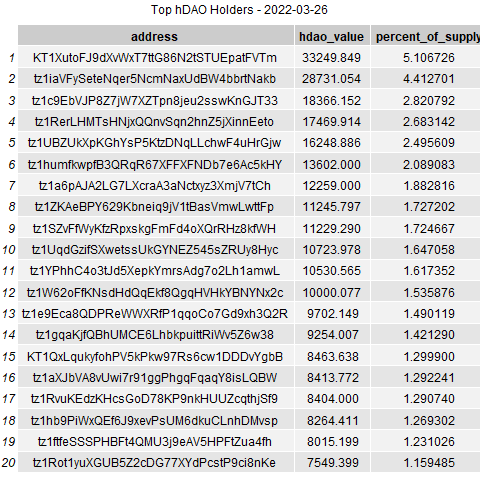 Top hDAO Holders - 2022-03-26
address hdao_value percent_of_supply
1 KT1XutoFJ9dXvWxT7ttG86N2tSTUEpatFVTm 33249.849 5.106726
2 tz1iaVFySeteNqer5NcmNaxUdBW4bbrtNakb 28731.054 4.412701
3 tz1c9EbVJP8Z7jW7XZTpn8jeu2sswKnGJT33 18366.152 2.820792
4 tz1RerLHMTsHNjxQQnvSqn2hnZ5jXinnEeto 17469.914 2.683142
5 tz1UBZUkXpKGhYsP5KtzDNqLLchwF4uHrGjw 16248.886 2.495609
6 tz1humfkwpfB3QRqR67XFFXFNDb7e6Ac5kHY 13602.000 2.089083
7 tz1a6pAJA2LG7LXcraA3aNctxyz3XmjV7tCh 12259.000 1.882816
8 tz1ZKAeBPY629Kbneiq9jV1tBasVmwLwttFp 11245.797 1.727202
9 tz1SZvFfWyKfzRpxskgFmFd4oXQrRHz8kfWH 11229.290 1.724667
10 tz1UqdGzifSXwetssUkGYNEZ545sZRUy8Hyc 10723.978 1.647058
11 tz1YPhhC4o3tJd5XepkYmrsAdg7o2Lh1amwL 10530.565 1.617352
12 tz1W62oFfKNsdHdQqEkf8QgqHVHkYBNYNx2c 10000.077 1.535876
13 tz1e9Eca8QDPReWWXRfP1qqoCo7Gd9xh3Q2R 9702.149 1.490119
14 tz1gqaKjfQBhUMCE6LhbkpuittRiWv5Z6w38 9254.007 1.421290
15 KT1QxLqukyfohPV5kPkw97Rs6cw1DDDvYgbB 8463.638 1.299900
16 tz1aXJbVA8vUwi7r91ggPhgqFqaqY8isLQBW 8413.772 1.292241
17 tz1RvuKEdzKHcsGoD78KP9nkHUUZcqthjSf9 8404.000 1.290740
18 tz1hb9PiWxQEf6J9xevPsUM6dkuCLnhDMvsp 8264.411 1.269302
19 tz1ftfeSSSPHBFt4QMU3j9eAV5HPFtZua4fh 8015.199 1.231026
20 tz1Rot1yuXGUB5Z2cDG77XYdPcstP9ci8nKe 7549.399 1.159485